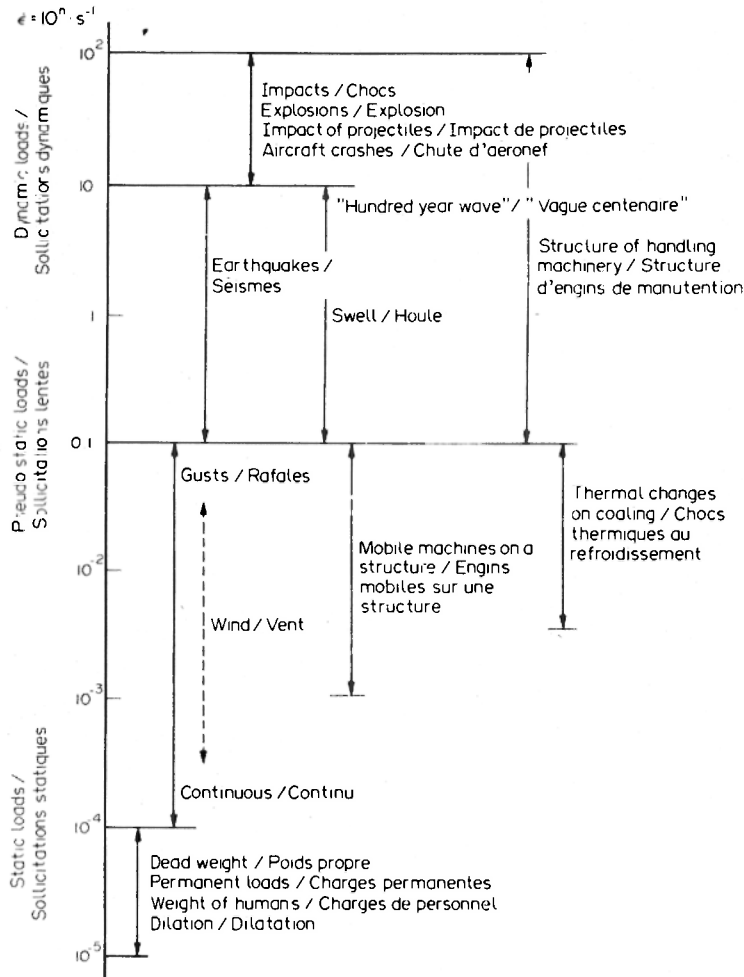 ε̇ = 10ⁿ · s⁻¹
10²
Impacts / Chocs
Explosions / Explosion
Impact of projectiles / Impact de projectiles
Aircraft crashes / Chute d'aeronef
Dynamic loads /
Sollicitations dynamiques
10
"Hundred year wave" / "Vague centenaire"
Earthquakes /
Séismes
Structure of handling
machinery / Structure
d'engins de manutention
1
Swell / Houle
Pseudo static loads /
Sollicitations lentes
0.1
Gusts / Rafales
Thermal changes
on coaling / Chocs
thermiques au
refroidissement
Mobile machines on a
structure / Engins
mobiles sur une
structure
10⁻²
Wind / Vent
10⁻³
Static loads /
Sollicitations statiques
Continuous / Continu
10⁻⁴
Dead weight / Poids propre
Permanent loads / Charges permanentes
Weight of humans / Charges de personnel
Dilation / Dilatation
10⁻⁵